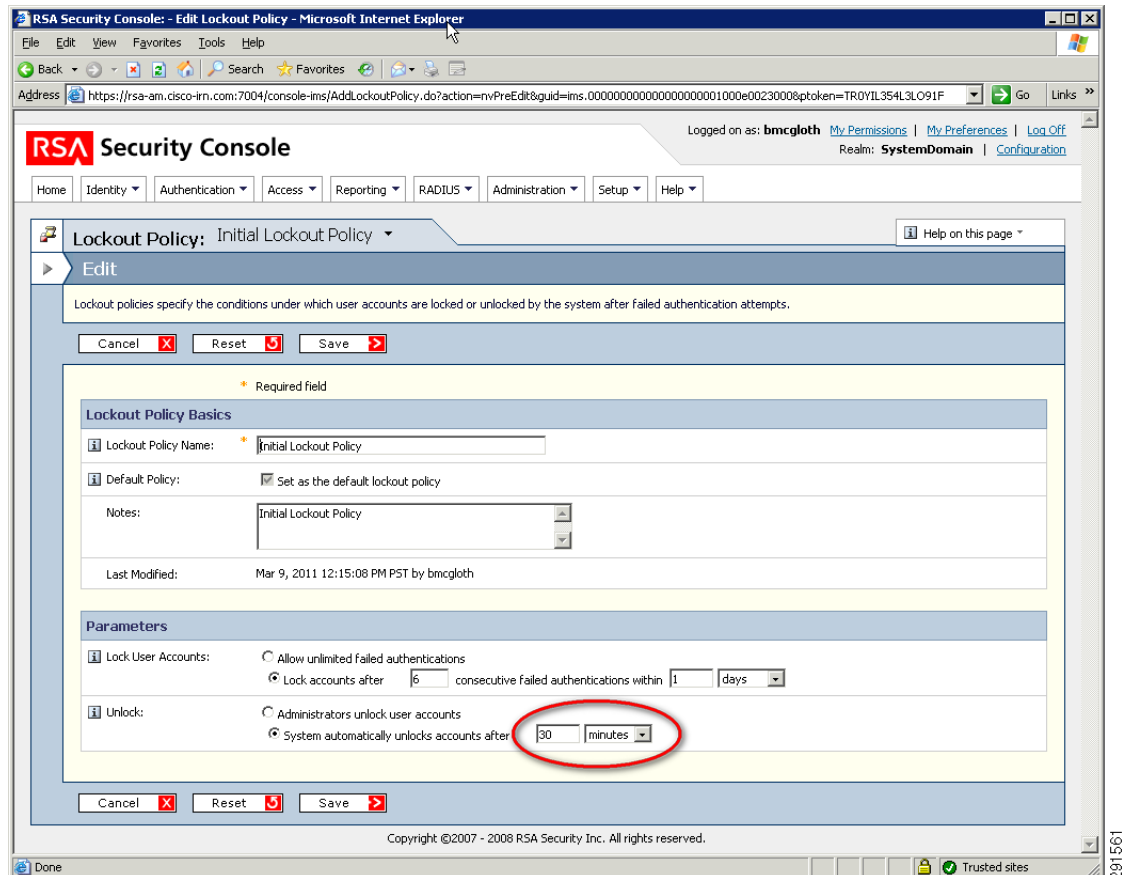 RSA Security Console: - Edit Lockout Policy - Microsoft Internet Explorer
File Edit View Favorites Tools Help
Back Search Favorites
Address https://rsa-am.cisco-irn.com:7004/console-ims/AddLockoutPolicy.do?action=nvPreEdit&guid=ims.00000000000000000000001000e0023000&ptoken=TR0YIL354L3LO91F Go Links »
Logged on as: bmcgloth My Permissions | My Preferences | Log Off
RSA Security Console
Realm: SystemDomain | Configuration
Home Identity Authentication Access Reporting RADIUS Administration Setup Help
Lockout Policy: Initial Lockout Policy
Help on this page
Edit
Lockout policies specify the conditions under which user accounts are locked or unlocked by the system after failed authentication attempts.
Cancel Reset Save
* Required field
Lockout Policy Basics
Lockout Policy Name: * Initial Lockout Policy
Default Policy: Set as the default lockout policy
Notes: Initial Lockout Policy
Last Modified: Mar 9, 2011 12:15:08 PM PST by bmcgloth
Parameters
Lock User Accounts: Allow unlimited failed authentications
Lock accounts after 6 consecutive failed authentications within 1 days
Unlock: Administrators unlock user accounts
System automatically unlocks accounts after 30 minutes
Cancel Reset Save
Copyright ©2007 - 2008 RSA Security Inc. All rights reserved.
Done Trusted sites
291561